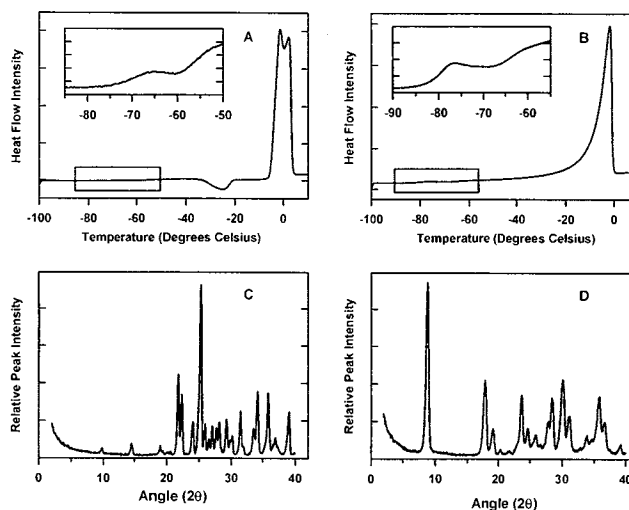 A
Heat Flow Intensity
-80 -70 -60 -50
-100 -80 -60 -40 -20 0
Temperature (Degrees Celsius)
B
Heat Flow Intensity
-90 -80 -70 -60
-100 -80 -60 -40 -20 0
Temperature (Degrees Celsius)
C
Relative Peak Intensity
0 10 20 30 40
Angle (2θ)
D
Relative Peak Intensity
0 10 20 30 40
Angle (2θ)